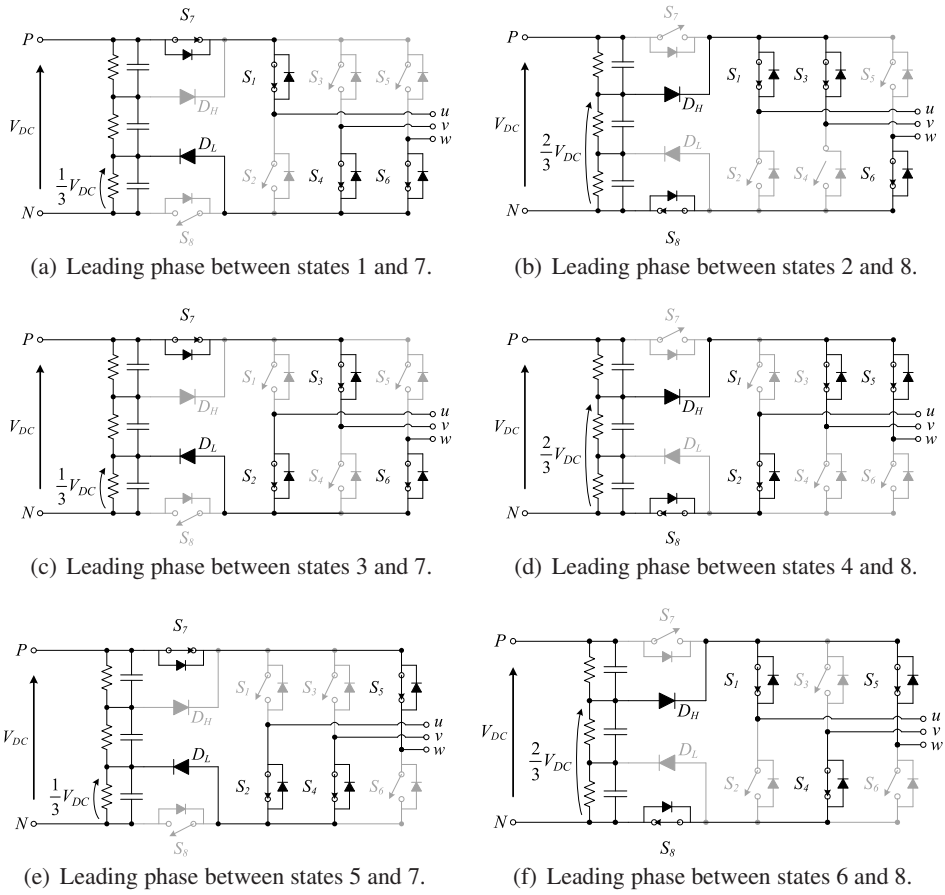 S7
P
S1 S3 S5
DH
u
v
w
VDC
DL
1/3 VDC
S2 S4 S6
N
S8
(a) Leading phase between states 1 and 7.
S7
P
S1 S3 S5
DH
u
v
w
VDC
2/3 VDC
DL
S2 S4 S6
N
S8
(b) Leading phase between states 2 and 8.
S7
P
S1 S3 S5
DH
u
v
w
VDC
DL
1/3 VDC
S2 S4 S6
N
S8
(c) Leading phase between states 3 and 7.
S7
P
S1 S3 S5
DH
u
v
w
VDC
2/3 VDC
DL
S2 S4 S6
N
S8
(d) Leading phase between states 4 and 8.
S7
P
S1 S3 S5
DH
u
v
w
VDC
DL
1/3 VDC
S2 S4 S6
N
S8
(e) Leading phase between states 5 and 7.
S7
P
S1 S3 S5
DH
u
v
w
VDC
2/3 VDC
DL
S2 S4 S6
N
S8
(f) Leading phase between states 6 and 8.